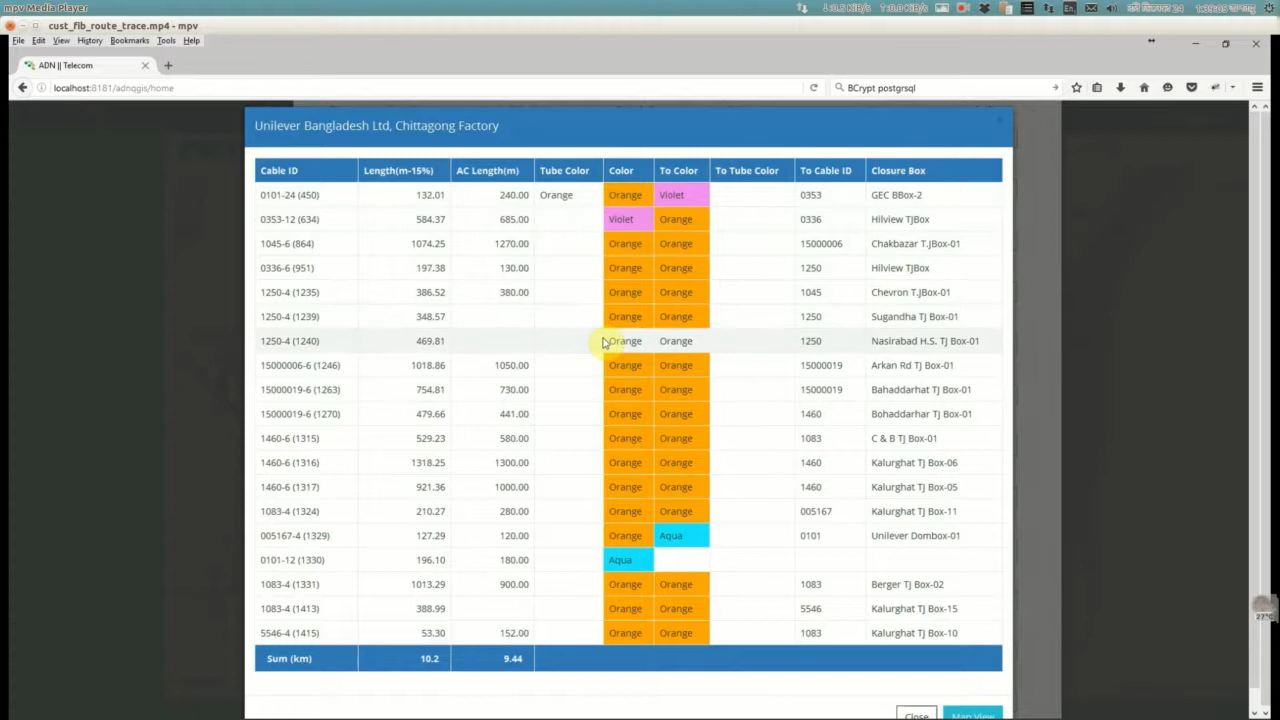 mpv Media Player
En
cust_fib_route_trace.mp4 - mpv
File Edit View History Bookmarks Tools Help
ADN || Telecom
localhost:8181/adnqgis/home
BCrypt postgrsql
Unilever Bangladesh Ltd, Chittagong Factory
Cable ID Length(m-15%) AC Length(m) Tube Color Color To Color To Tube Color To Cable ID Closure Box
0101-24 (450) 132.01 240.00 Orange Orange Violet 0353 GEC BBox-2
0353-12 (634) 584.37 685.00 Violet Orange 0336 Hilview TJBox
1045-6 (864) 1074.25 1270.00 Orange Orange 15000006 Chakbazar T.JBox-01
0336-6 (951) 197.38 130.00 Orange Orange 1250 Hilview TJBox
1250-4 (1235) 386.52 380.00 Orange Orange 1045 Chevron T.JBox-01
1250-4 (1239) 348.57 Orange Orange 1250 Sugandha TJ Box-01
1250-4 (1240) 469.81 Orange Orange 1250 Nasirabad H.S. TJ Box-01
15000006-6 (1246) 1018.86 1050.00 Orange Orange 15000019 Arkan Rd TJ Box-01
15000019-6 (1263) 754.81 730.00 Orange Orange 15000019 Bahaddarhat TJ Box-01
15000019-6 (1270) 479.66 441.00 Orange Orange 1460 Bohaddarhar TJ Box-01
1460-6 (1315) 529.23 580.00 Orange Orange 1083 C & B TJ Box-01
1460-6 (1316) 1318.25 1300.00 Orange Orange 1460 Kalurghat TJ Box-06
1460-6 (1317) 921.36 1000.00 Orange Orange 1460 Kalurghat TJ Box-05
1083-4 (1324) 210.27 280.00 Orange Orange 005167 Kalurghat TJ Box-11
005167-4 (1329) 127.29 120.00 Orange Aqua 0101 Unilever Dombox-01
0101-12 (1330) 196.10 180.00 Aqua
1083-4 (1331) 1013.29 900.00 Orange Orange 1083 Berger TJ Box-02
1083-4 (1413) 388.99 Orange Orange 5546 Kalurghat TJ Box-15
5546-4 (1415) 53.30 152.00 Orange Orange 1083 Kalurghat TJ Box-10
Sum (km) 10.2 9.44
Close Map View
27°C